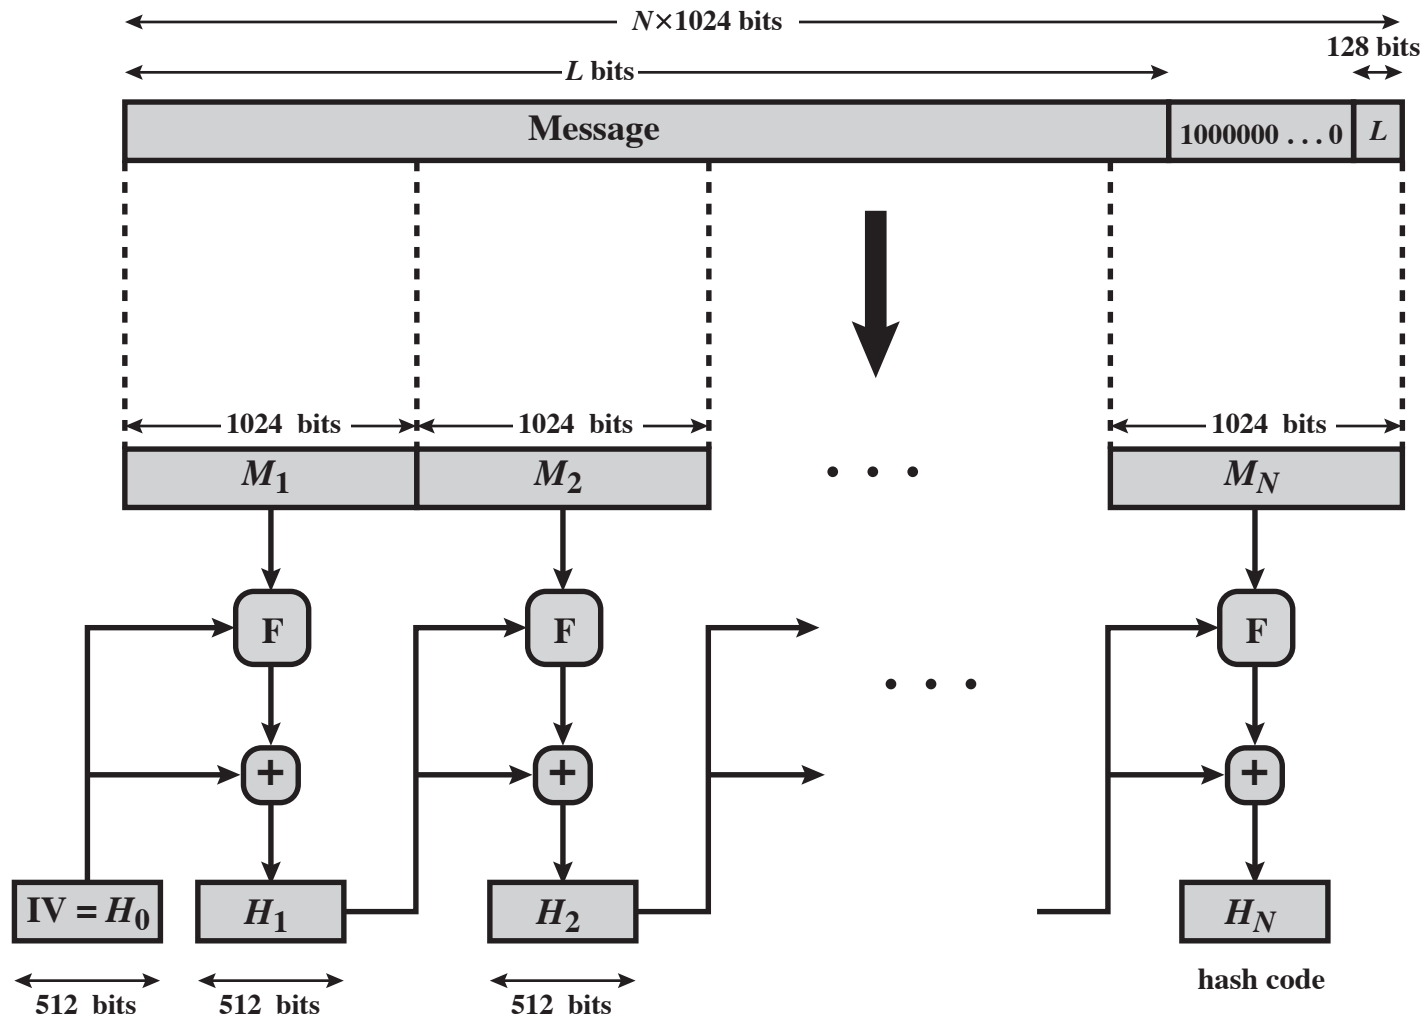 N×1024 bits
128 bits
L bits
Message 1000000 . . . 0 L
1024 bits 1024 bits 1024 bits
M1 M2 • • • MN
F F F
• • •
+ + +
IV = H0 H1 H2 HN
hash code
512 bits 512 bits 512 bits